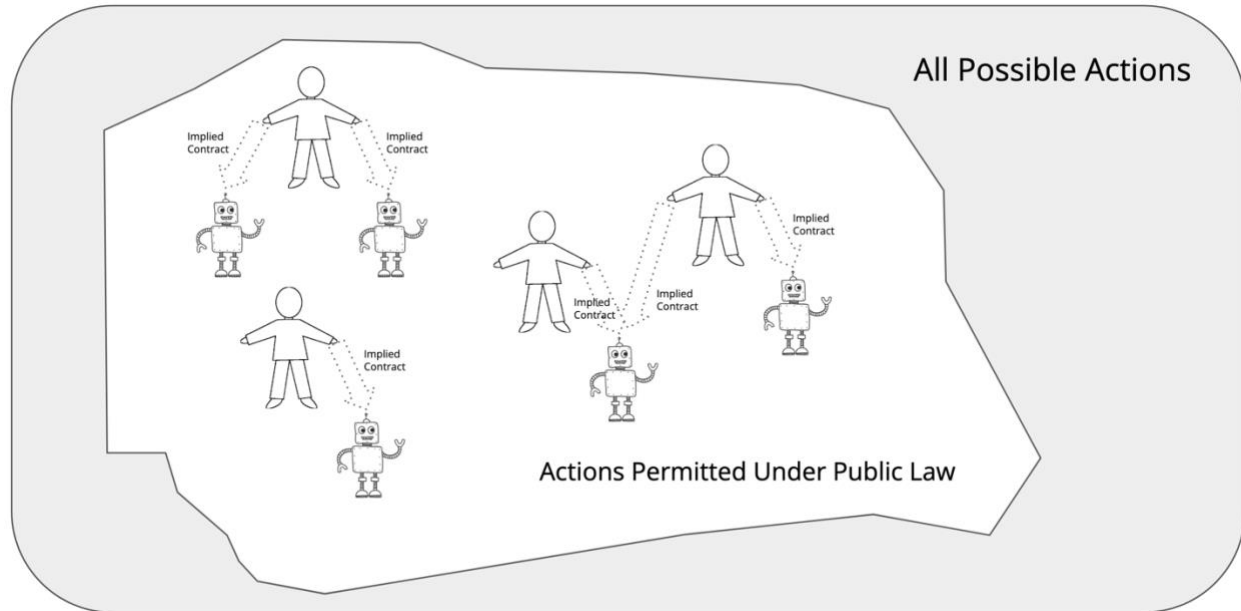 All Possible Actions
Implied
Contract
Implied
Contract
Implied
Contract
Implied
Contract
Implied
Contract
Implied
Contract
Actions Permitted Under Public Law